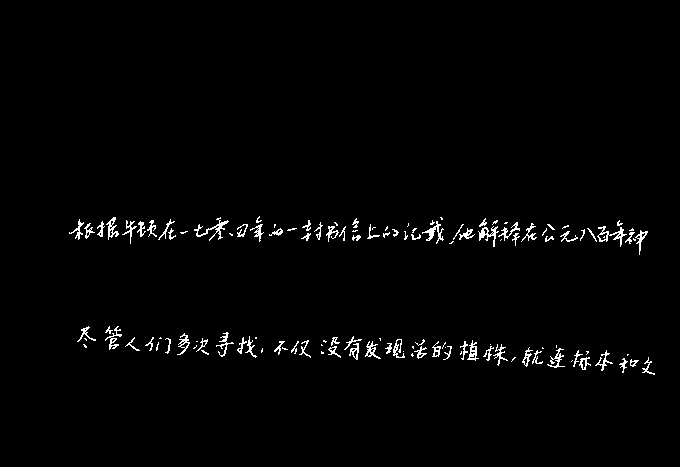 根据牛顿在一七零四年的一封书信上的记载他解释在公元八百年神
尽管人们多次寻找,不仅没有发现活的植株,就连标本和文